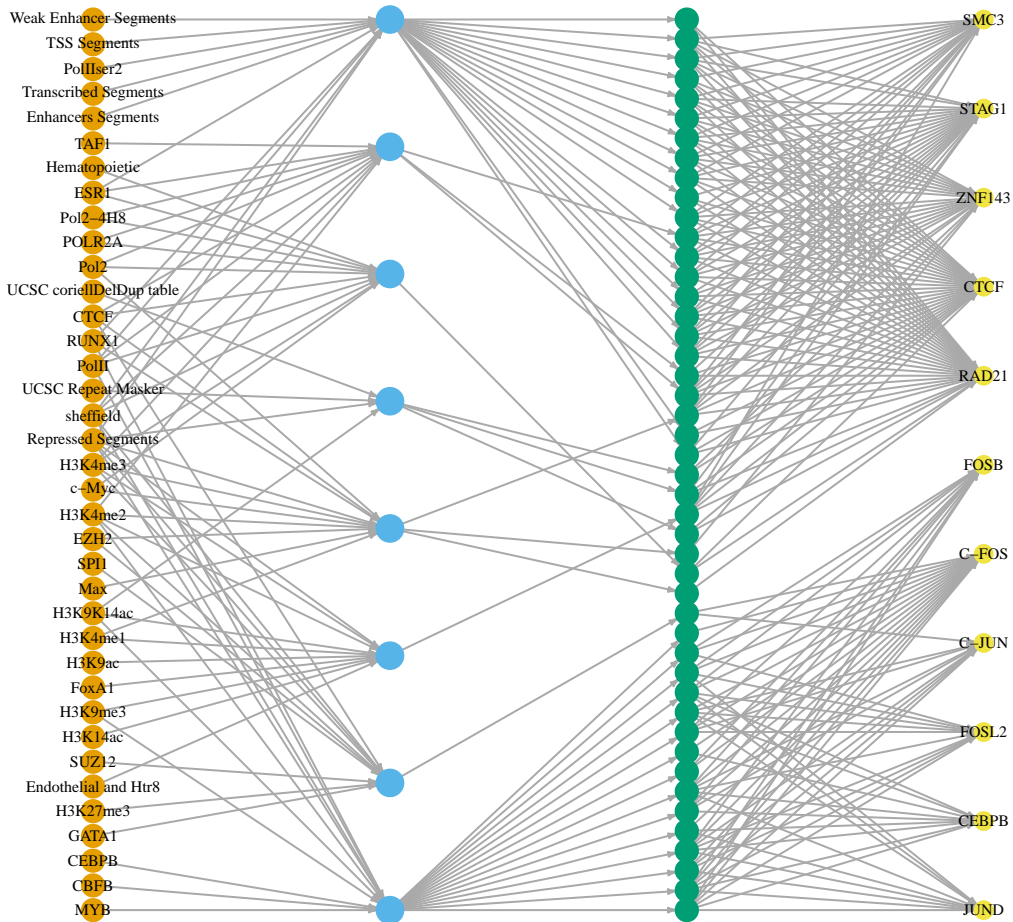 Weak Enhancer Segments
TSS Segments
PolIIser2
Transcribed Segments
Enhancers Segments
TAF1
Hematopoietic
ESR1
Pol2−4H8
POLR2A
Pol2
UCSC coriellDelDup table
CTCF
RUNX1
PolII
UCSC Repeat Masker
sheffield
Repressed Segments
H3K4me3
c−Myc
H3K4me2
EZH2
SPI1
Max
H3K9K14ac
H3K4me1
H3K9ac
FoxA1
H3K9me3
H3K14ac
SUZ12
Endothelial and Htr8
H3K27me3
GATA1
CEBPB
CBFB
MYB
SMC3
STAG1
ZNF143
CTCF
RAD21
FOSB
C−FOS
C−JUN
FOSL2
CEBPB
JUND